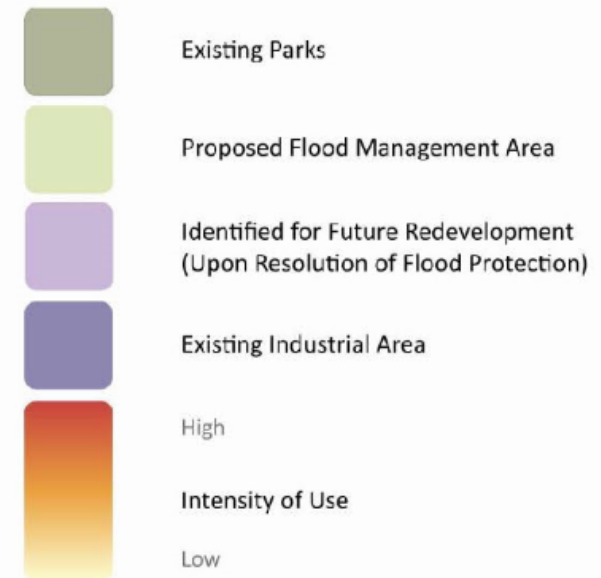 Existing Parks
Proposed Flood Management Area
Identified for Future Redevelopment
(Upon Resolution of Flood Protection)
Existing Industrial Area
High
Intensity of Use
Low